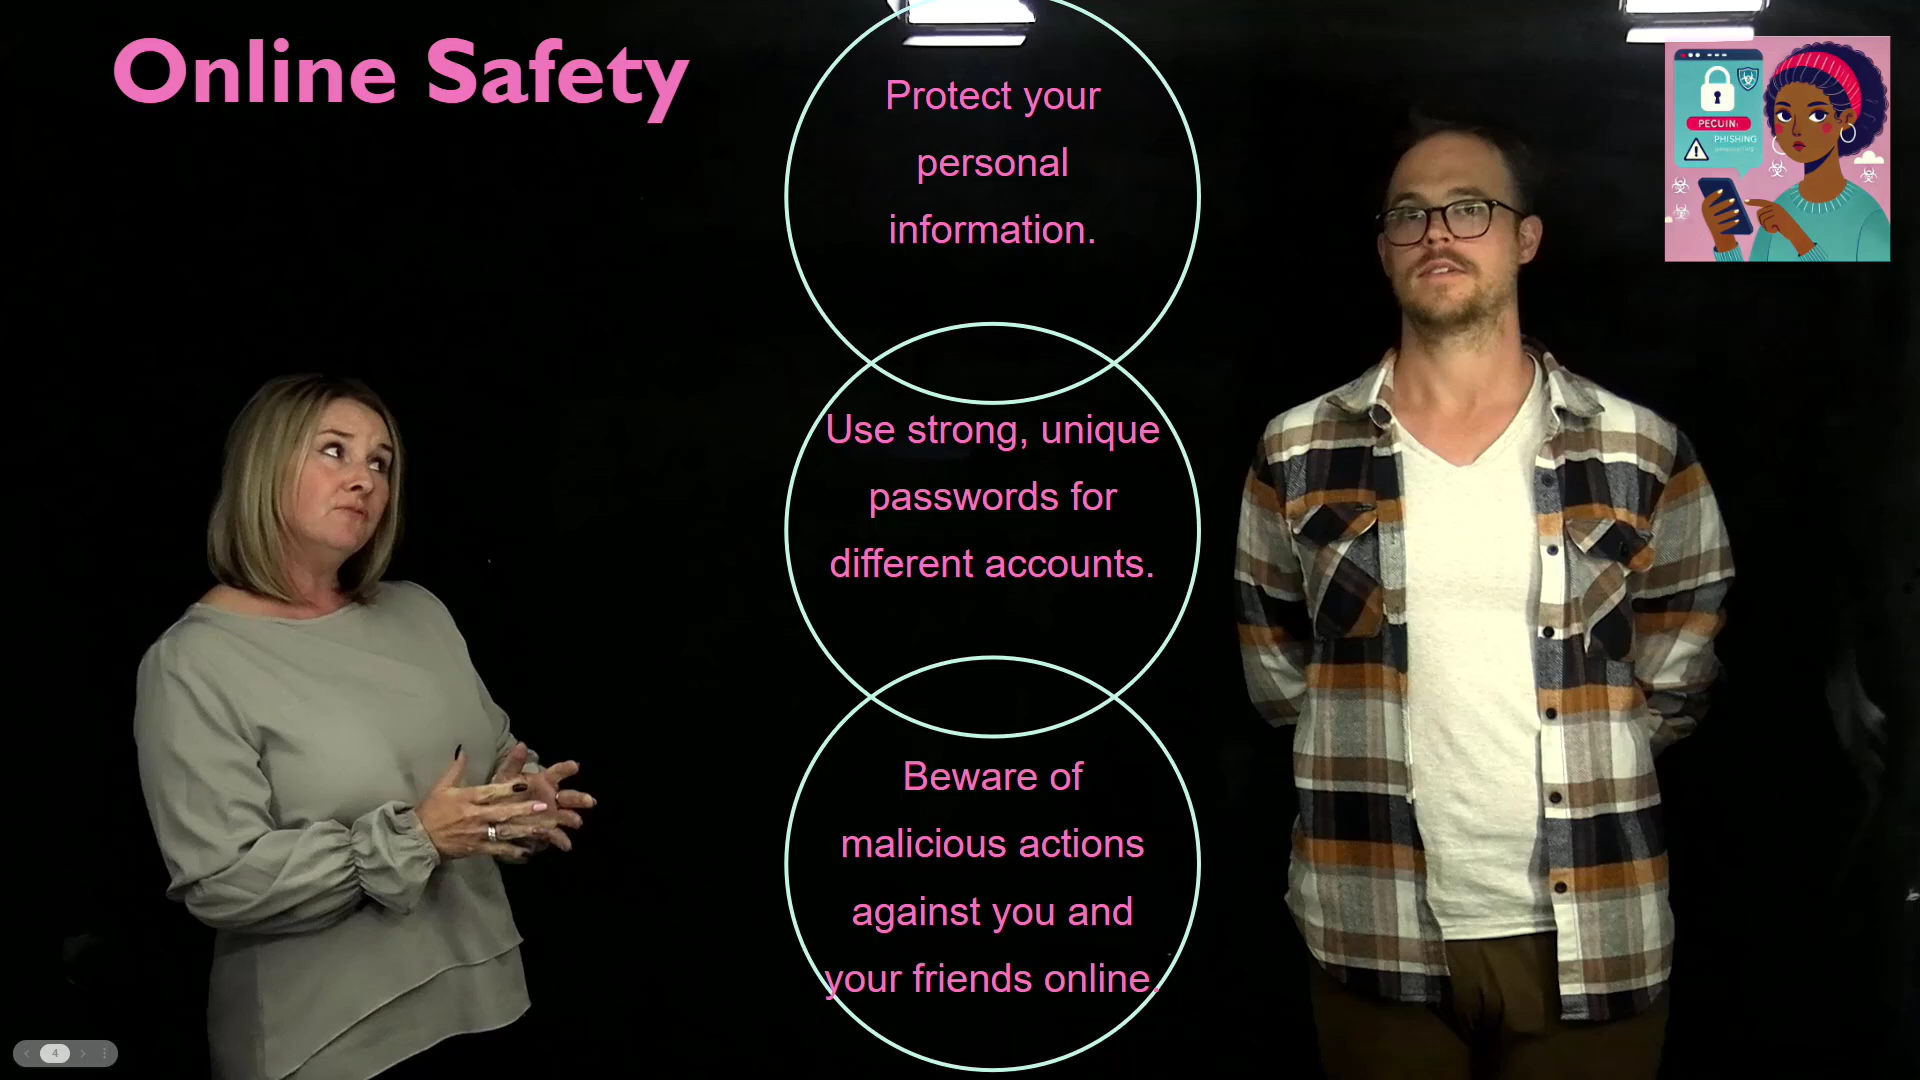 Online Safety
Protect your
personal
information.
Use strong, unique
passwords for
different accounts.
Beware of
malicious actions
against you and
your friends online.
PECUIN.
PHISHING
4